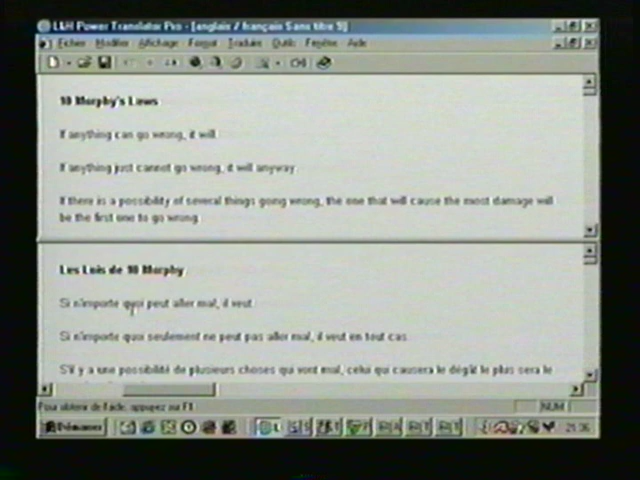 L&H Power Translator Pro - [anglais / français Sans titre 9]
Fichier Modifier Affichage Format Traduire Outils Fenêtre Aide
10 Murphy's Laws
If anything can go wrong, it will.
If anything just cannot go wrong, it will anyway.
If there is a possibility of several things going wrong, the one that will cause the most damage will
be the first one to go wrong.
Les Lois de 10 Murphy
Si n'importe quoi peut aller mal, il veut.
Si n'importe quoi seulement ne peut pas aller mal, il veut en tout cas.
S'il y a une possibilité de plusieurs choses qui vont mal, celui qui causera le dégât le plus sera le
Pour obtenir de l'aide, appuyez sur F1
NUM
Démarrer
21:36